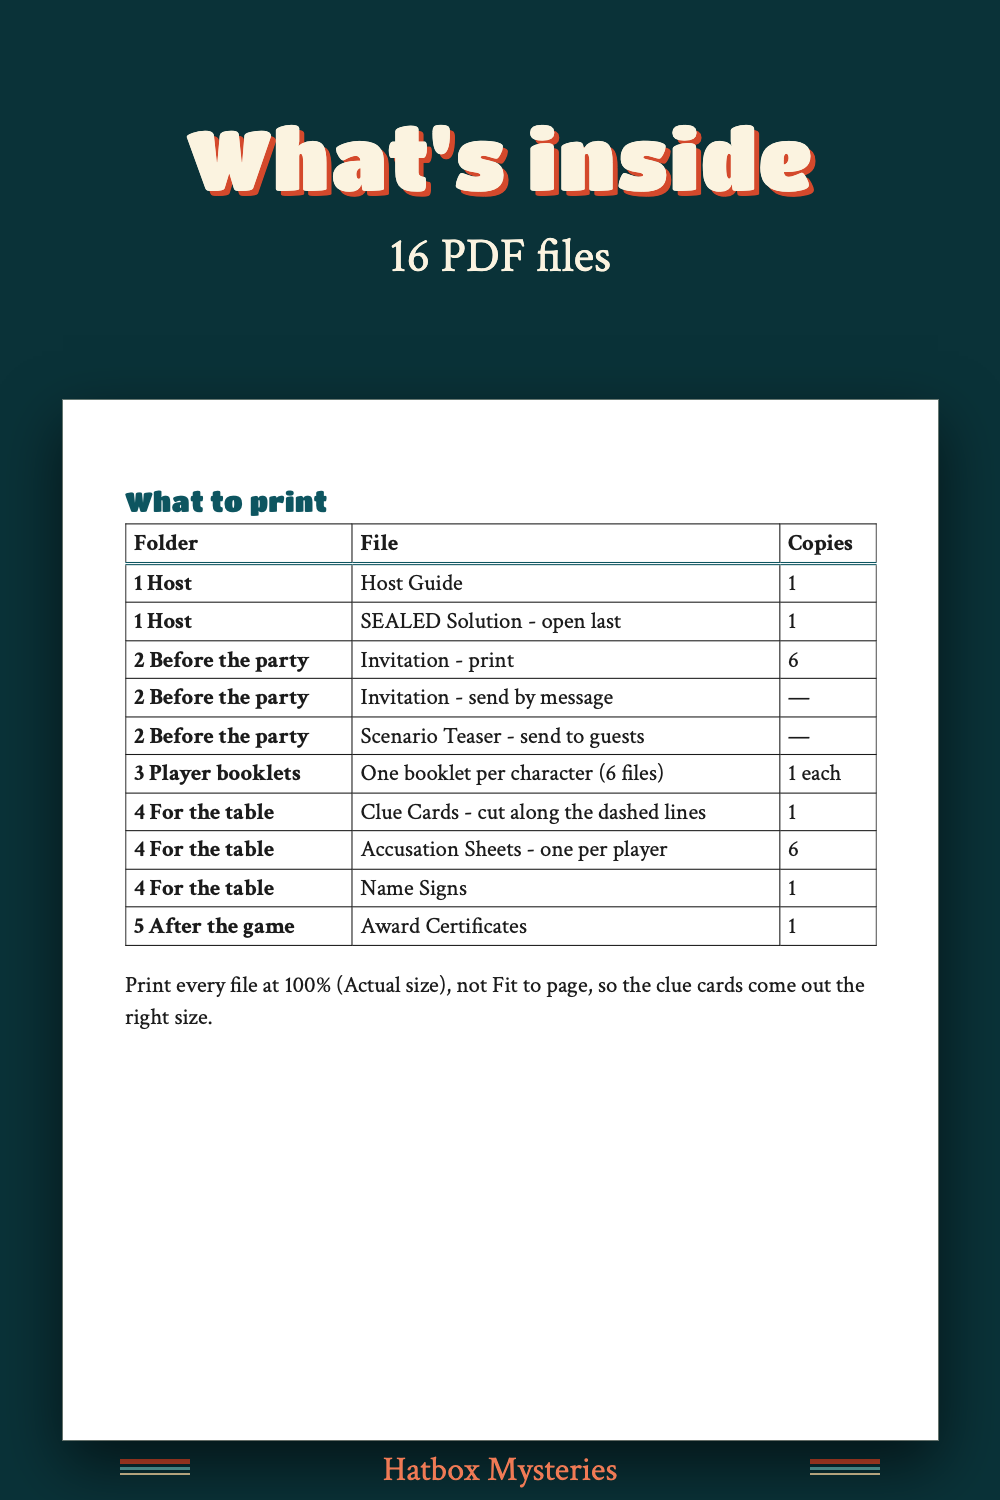 What's inside
16 PDF files
What to print
Folder File Copies
1 Host Host Guide 1
1 Host SEALED Solution - open last 1
2 Before the party Invitation - print 6
2 Before the party Invitation - send by message —
2 Before the party Scenario Teaser - send to guests —
3 Player booklets One booklet per character (6 files) 1 each
4 For the table Clue Cards - cut along the dashed lines 1
4 For the table Accusation Sheets - one per player 6
4 For the table Name Signs 1
5 After the game Award Certificates 1
Print every file at 100% (Actual size), not Fit to page, so the clue cards come out the
right size.
Hatbox Mysteries